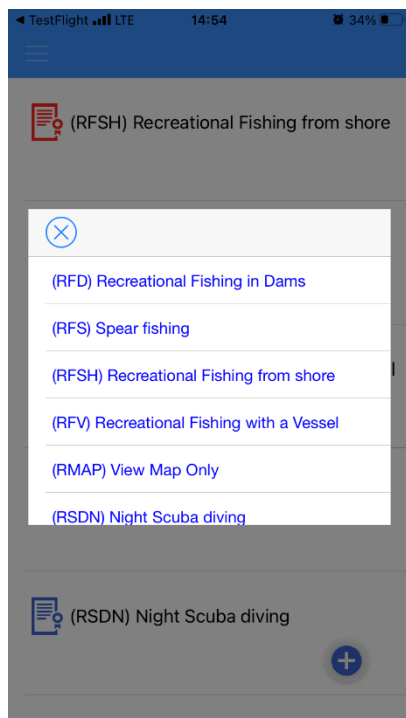 TestFlight LTE 14:54 34%
(RFSH) Recreational Fishing from shore
(RFD) Recreational Fishing in Dams
(RFS) Spear fishing
(RFSH) Recreational Fishing from shore
(RFV) Recreational Fishing with a Vessel
(RMAP) View Map Only
(RSDN) Night Scuba diving
(RSDN) Night Scuba diving